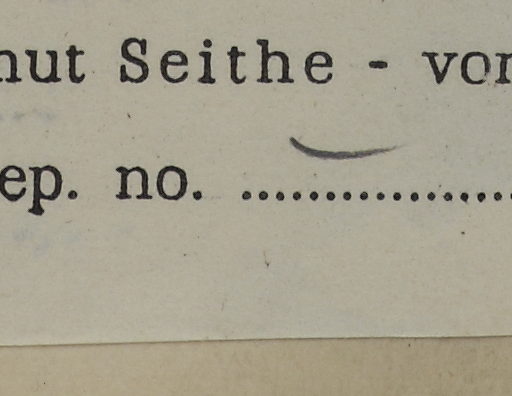 nut Seithe - vor
ep. no. ...................